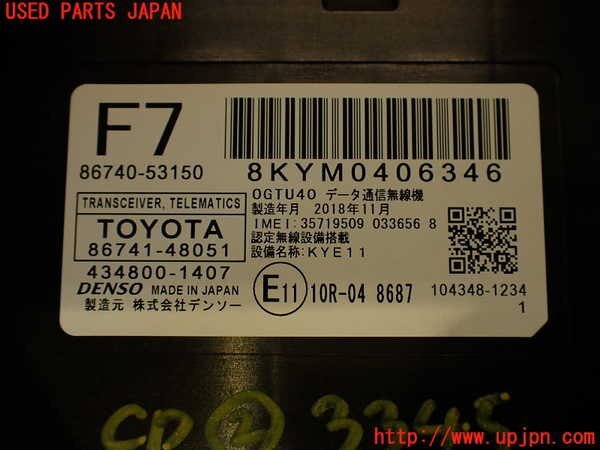 USED PARTS JAPAN
F7
86740-53150
8KYM0406346
TRANSCEIVER, TELEMATICS
TOYOTA
86741-48051
434800-1407
DENSO MADE IN JAPAN
製造元 株式会社デンソー
0GTU40 データ通信無線機
製造年月 2018年11月
IMEI:35719509 033656 8
認定無線設備搭載
設備名称:KYE11
E11 10R-04 8687
104348-1234
1
CD② 3345
http://www.upjpn.com/